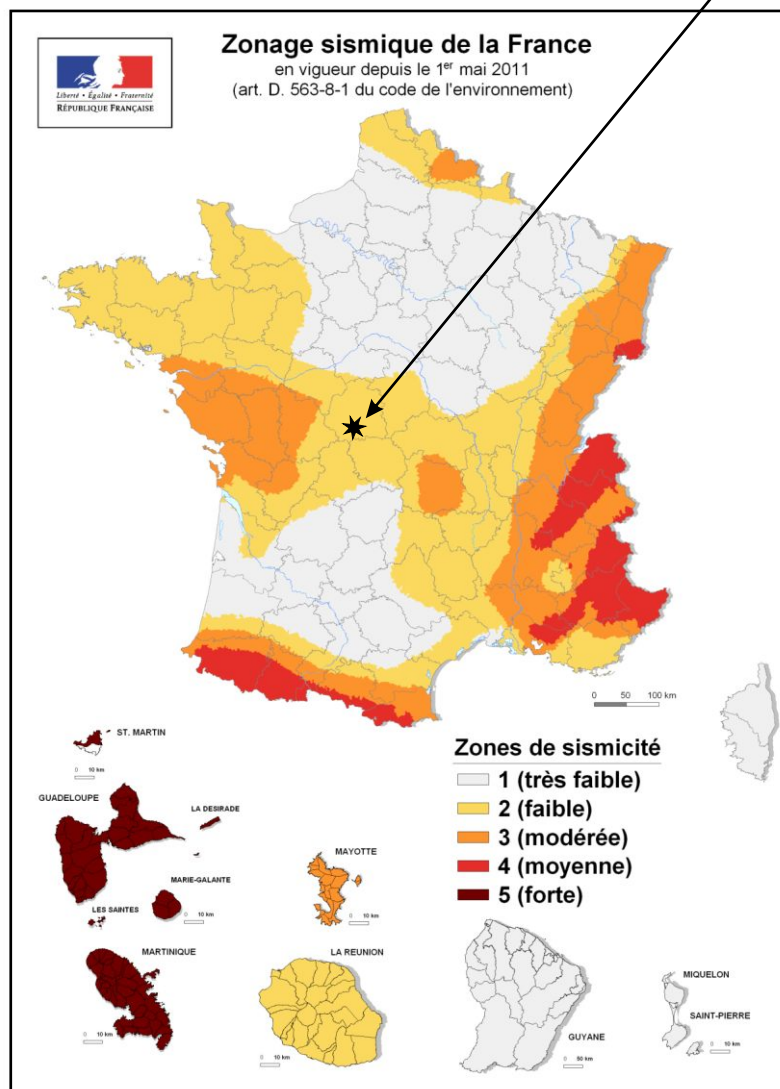 Zonage sismique de la France
en vigueur depuis le 1er mai 2011
(art. D. 563-8-1 du code de l'environnement)
Liberté • Égalité • Fraternité
RÉPUBLIQUE FRANÇAISE
0 50 100 km
ST. MARTIN
0 10 km
GUADELOUPE
LA DESIRADE
0 10 km
MARIE-GALANTE
LES SAINTES
0 10 km
MAYOTTE
0 10 km
Zones de sismicité
1 (très faible)
2 (faible)
3 (modérée)
4 (moyenne)
5 (forte)
MARTINIQUE
0 10 km
LA REUNION
0 10 km
GUYANE
0 50 km
MIQUELON
SAINT-PIERRE
0 10 km